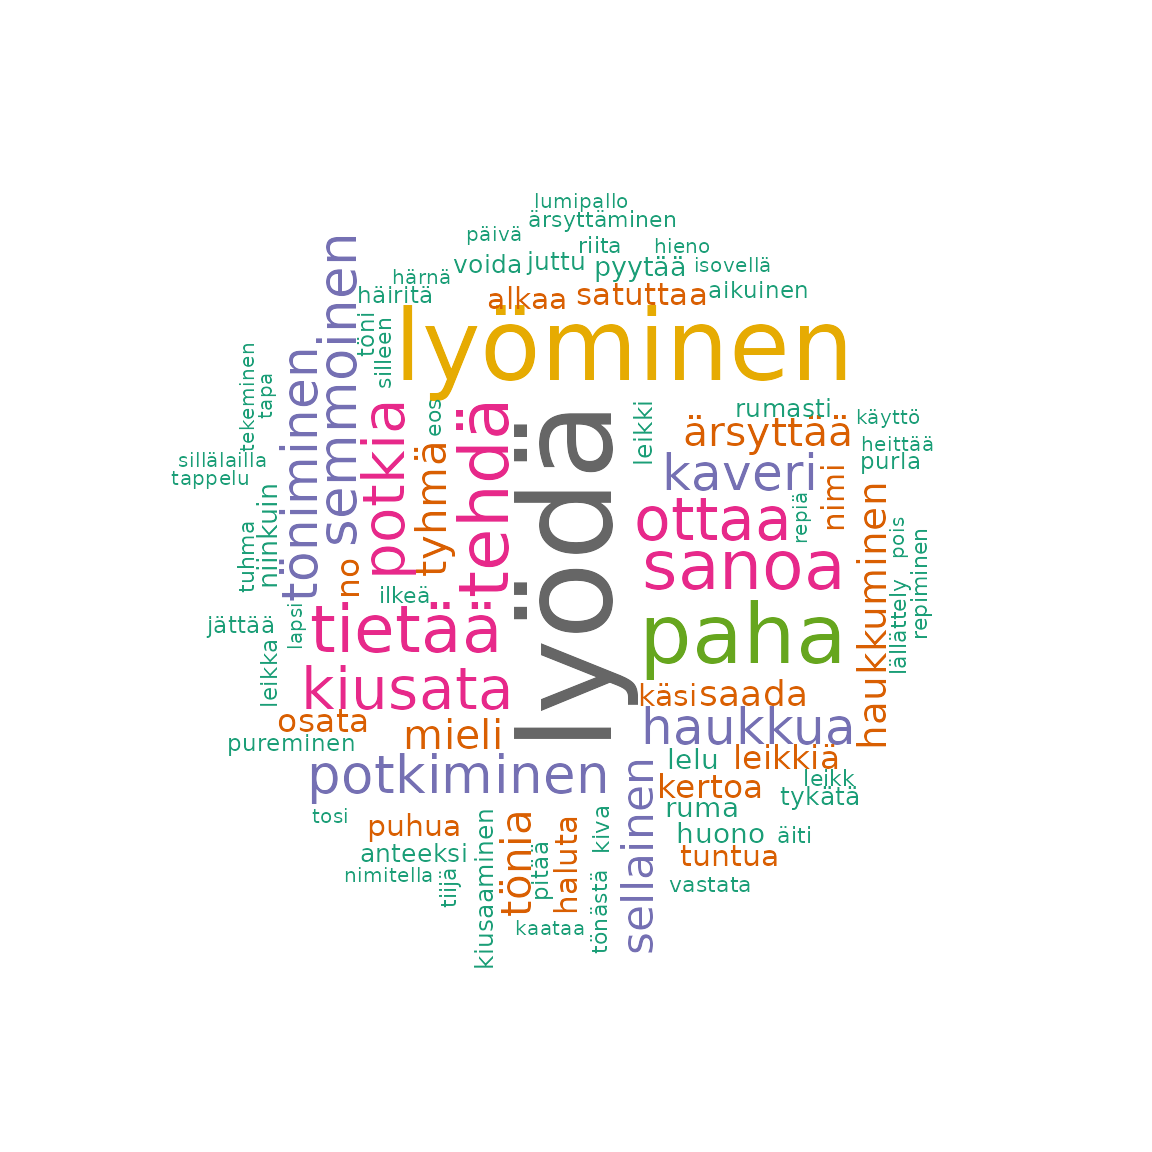 lumipallo
ärsyttäminen
päivä
riita
hieno
voida
juttu
pyytää
isovellä
härnä
häiritä
alkaa
satuttaa
aikuinen
lyöminen
semmoinen
töni
silleen
töniminen
tekeminen
tapa
potkia
eos
tehdä
lyödä
leikki
rumasti
käyttö
ärsyttää
heittää
purla
kaveri
sillälailla
tappelu
tyhmä
nimi
ottaa
repiä
haukkuminen
niinkuin
tuhma
pois
repiminen
sanoa
no
ilkeä
lällättely
jättää
lapsi
tietää
paha
leikka
kiusata
käsi
saada
osata
mieli
haukkua
pureminen
potkiminen
lelu
leikkiä
sellainen
kertoa
leikk
tykätä
ruma
tosi
puhua
kiusaaminen
tönia
haluta
kiva
huono
äiti
anteeksi
pitää
tuntua
nimitella
tiijä
tönästä
vastata
kaataa